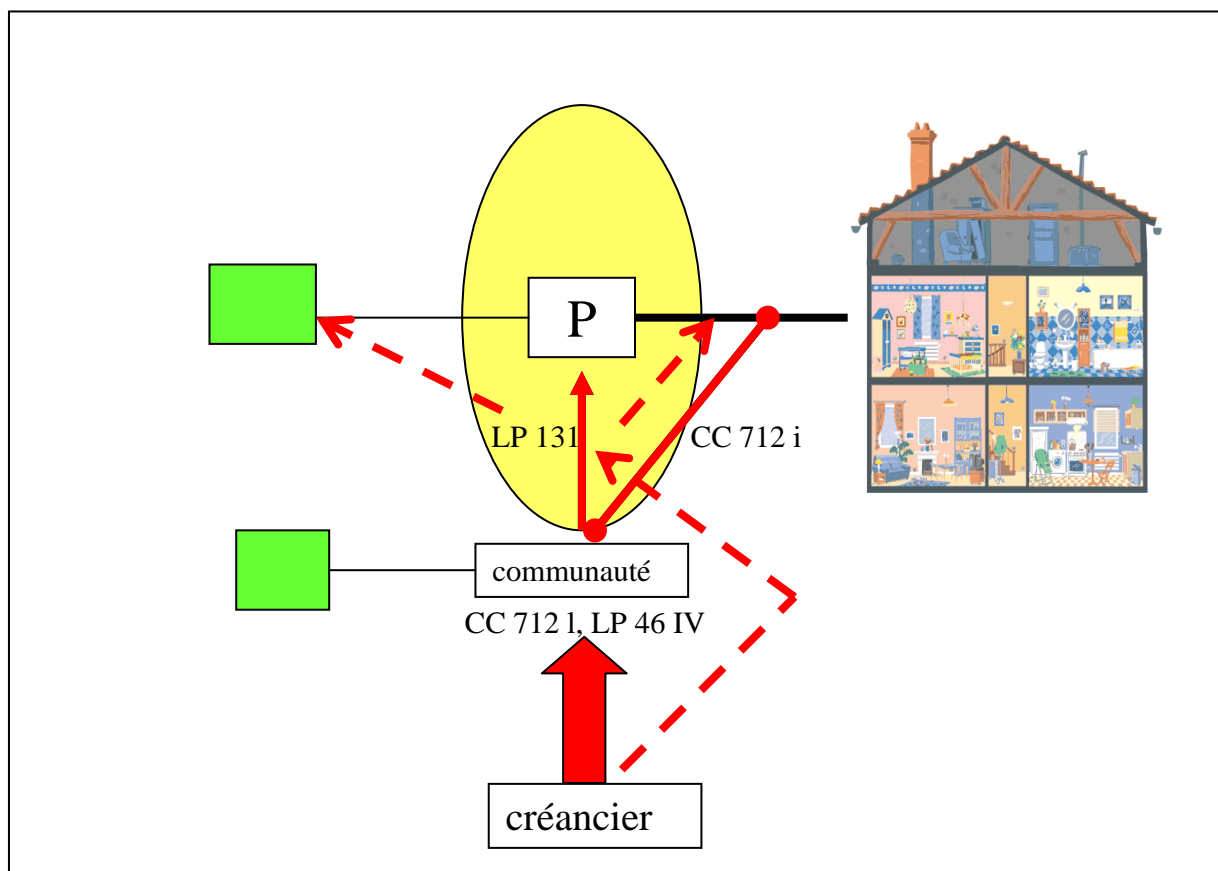 P
LP 131
CC 712 i
communauté
CC 712 l, LP 46 IV
créancier